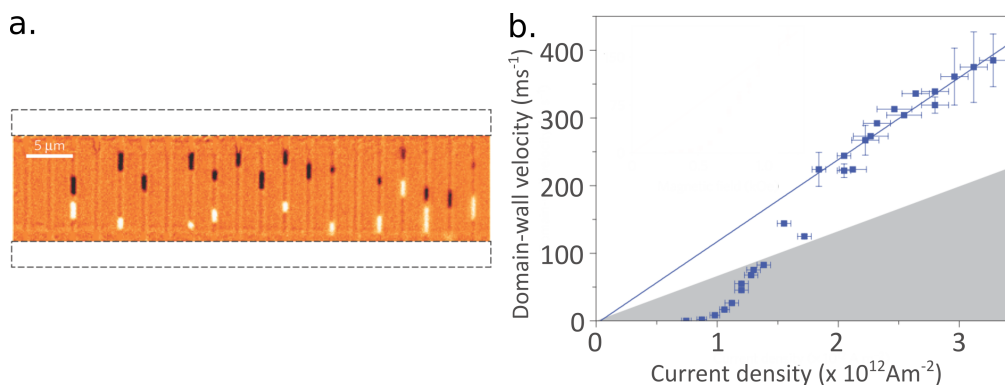 a.
5 μm
b.
Domain-wall velocity (ms⁻¹)
400
300
200
100
0
0
1
2
3
Current density (x 10¹²Am⁻²)